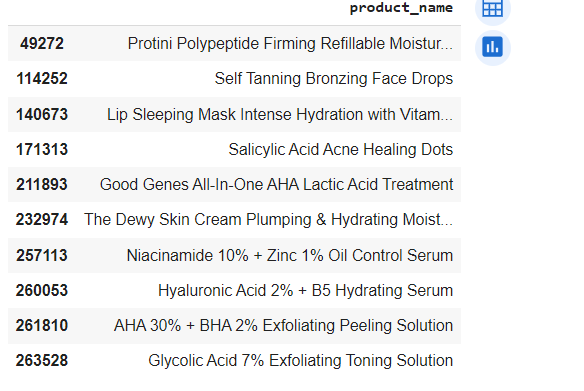 product_name
49272 Protini Polypeptide Firming Refillable Moistur...
114252 Self Tanning Bronzing Face Drops
140673 Lip Sleeping Mask Intense Hydration with Vitam...
171313 Salicylic Acid Acne Healing Dots
211893 Good Genes All-In-One AHA Lactic Acid Treatment
232974 The Dewy Skin Cream Plumping & Hydrating Moist...
257113 Niacinamide 10% + Zinc 1% Oil Control Serum
260053 Hyaluronic Acid 2% + B5 Hydrating Serum
261810 AHA 30% + BHA 2% Exfoliating Peeling Solution
263528 Glycolic Acid 7% Exfoliating Toning Solution